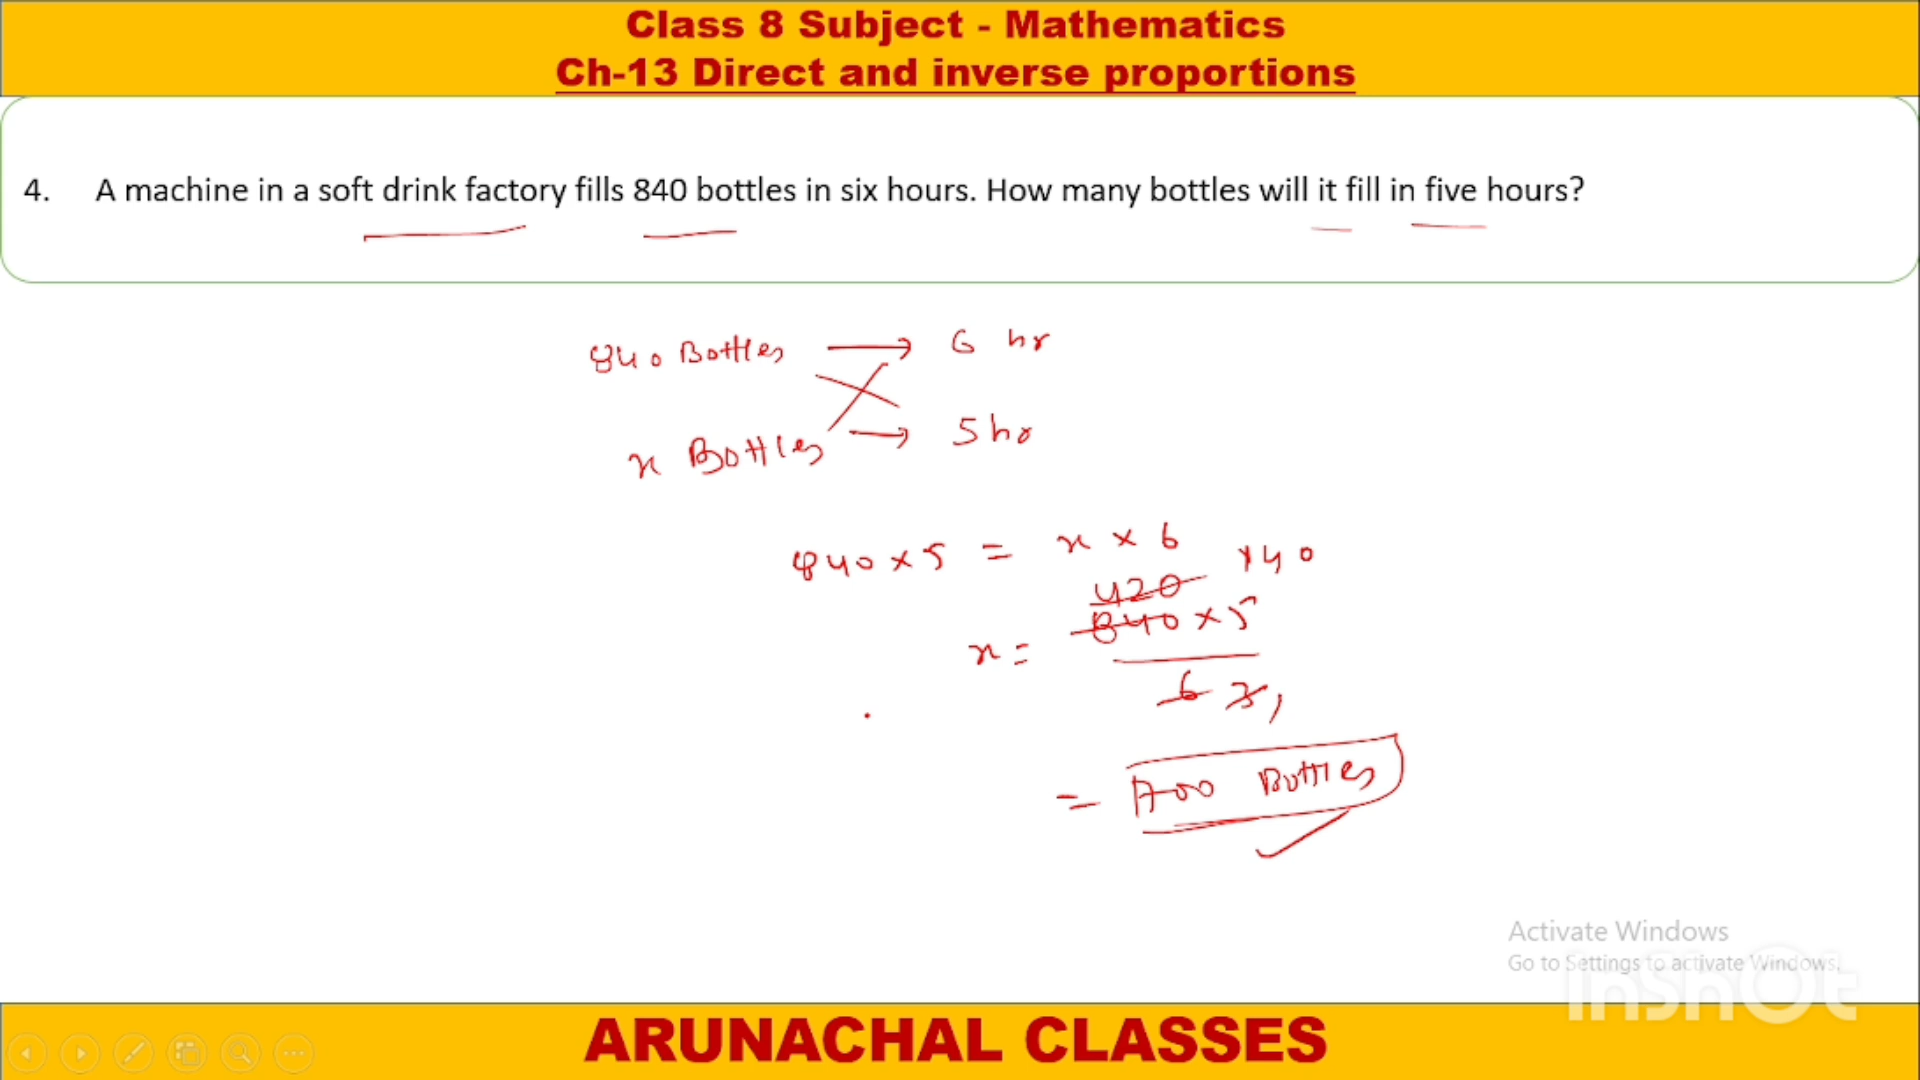 Class 8 Subject - Mathematics
Ch-13 Direct and inverse proportions
4. A machine in a soft drink factory fills 840 bottles in six hours. How many bottles will it fill in five hours?
840 Bottles → 6 hr
x Bottles → 5 hr
840 × 5 = x × 6
420 140
x = 840 × 5
6 3 1
= 700 Bottles
Activate Windows
Go to Settings to activate Windows.
InShOt
ARUNACHAL CLASSES